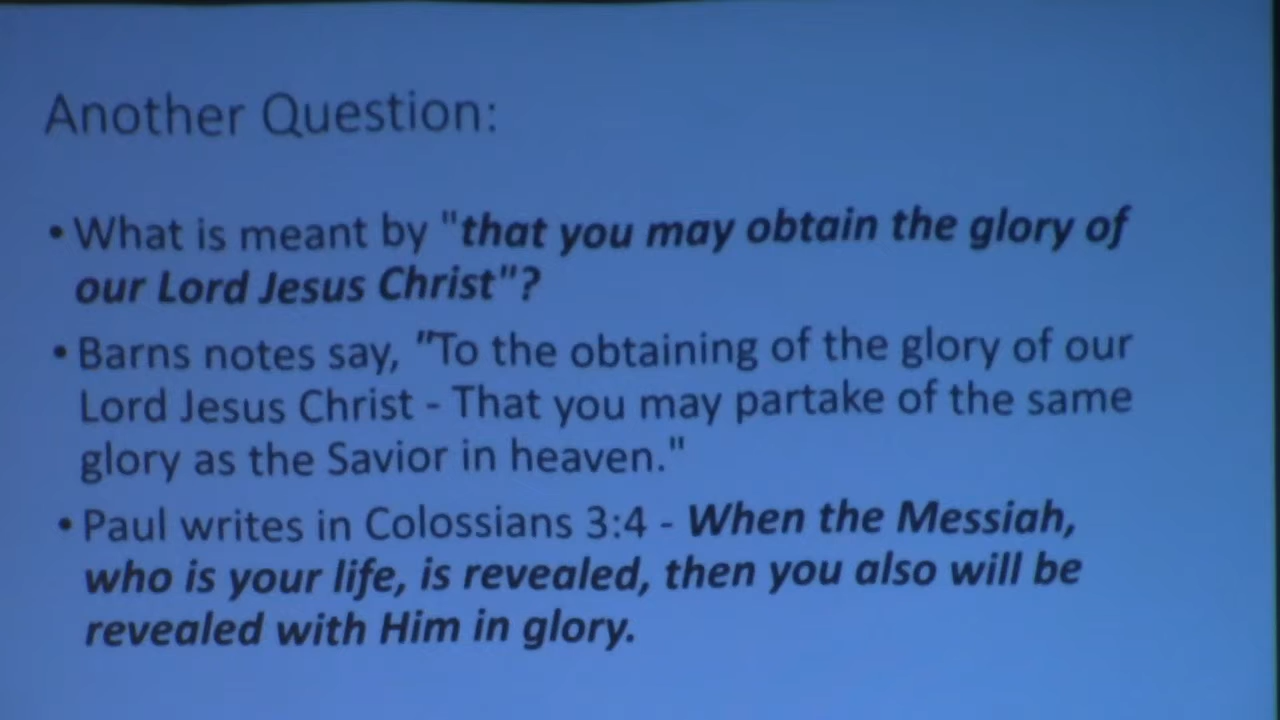 Another Question:
• What is meant by "that you may obtain the glory of
our Lord Jesus Christ"?
• Barns notes say, "To the obtaining of the glory of our
Lord Jesus Christ - That you may partake of the same
glory as the Savior in heaven."
• Paul writes in Colossians 3:4 - When the Messiah,
who is your life, is revealed, then you also will be
revealed with Him in glory.